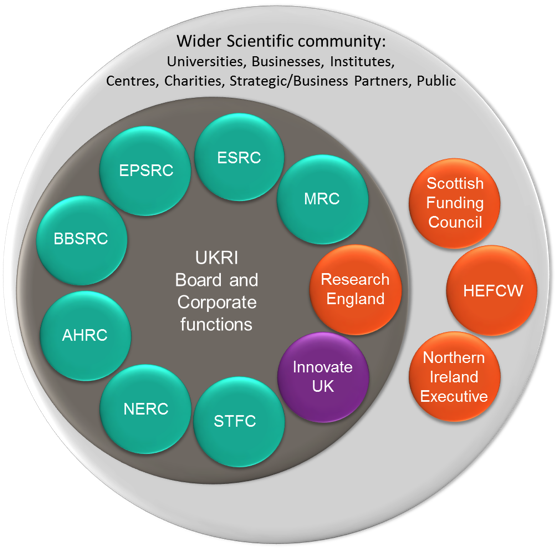 Wider Scientific community:
Universities, Businesses, Institutes,
Centres, Charities, Strategic/Business Partners, Public
ESRC
EPSRC
MRC
BBSRC
UKRI
Board and
Corporate
functions
Research
England
AHRC
Innovate
UK
NERC
STFC
Scottish
Funding
Council
HEFCW
Northern
Ireland
Executive